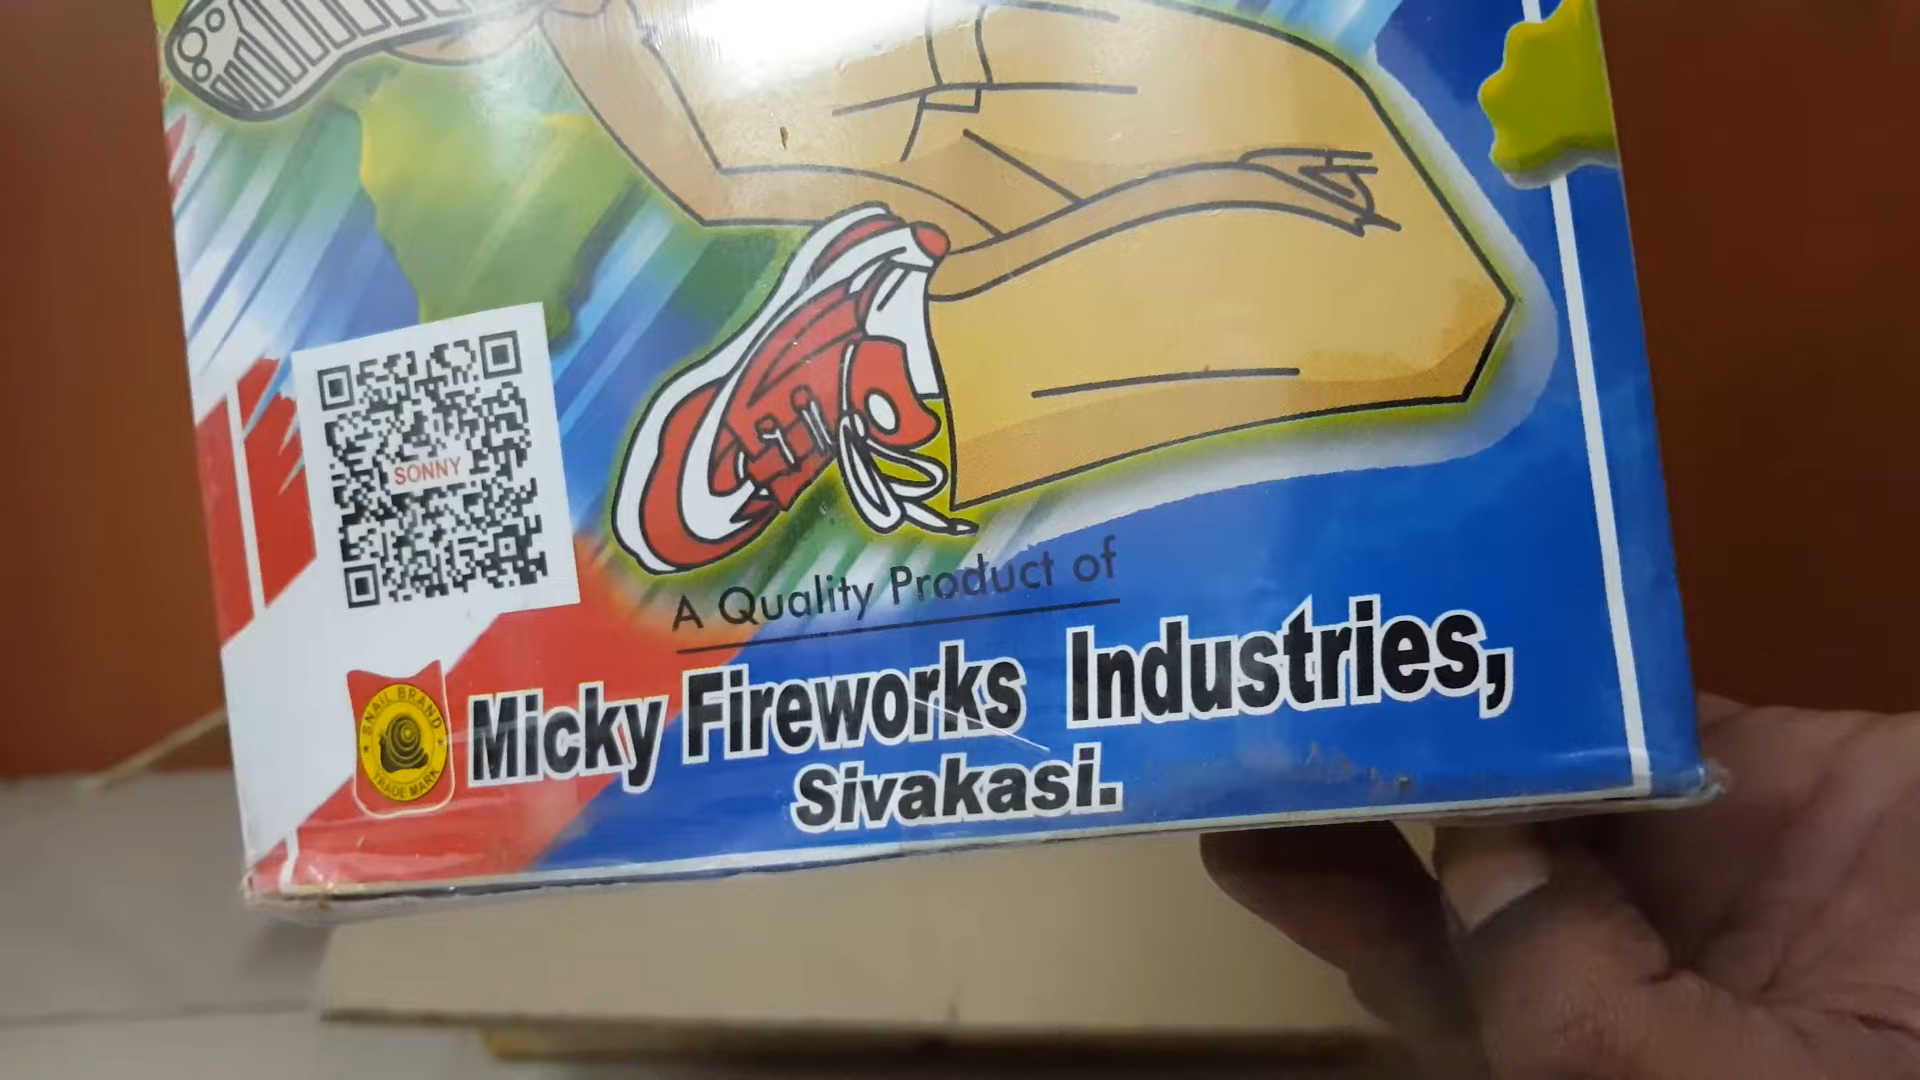 SONNY
A Quality Product of
SNAIL BRAND
TRADE MARK
Micky Fireworks Industries,
Sivakasi.